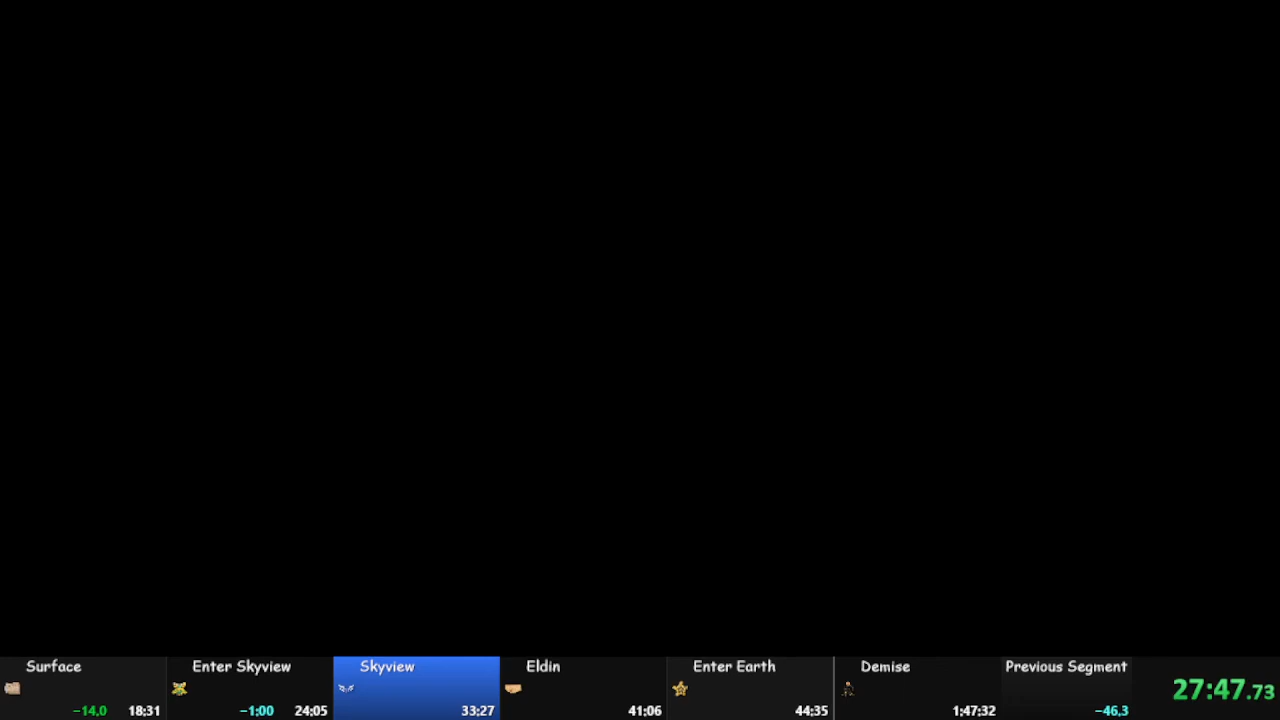 Surface
−14,0 18:31
Enter Skyview
−1:00 24:05
Skyview
33:27
Eldin
41:06
Enter Earth
44:35
Demise
1:47:32
Previous Segment
−46,3
27:47.73